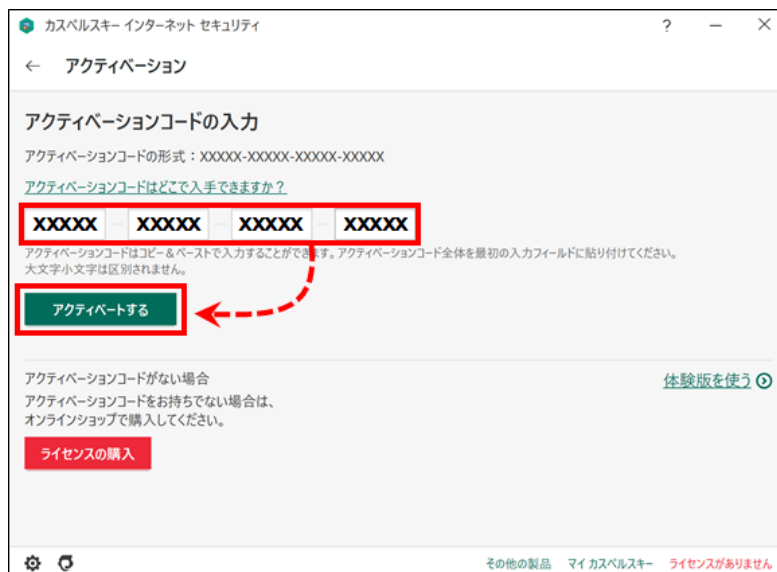 カスペルスキー インターネット セキュリティ
?
アクティベーション
アクティベーションコードの入力
アクティベーションコードの形式：XXXXX-XXXXX-XXXXX-XXXXX
アクティベーションコードはどこで入手できますか？
XXXXX - XXXXX - XXXXX - XXXXX
アクティベーションコードはコピー＆ペーストで入力することができます。アクティベーションコード全体を最初の入力フィールドに貼り付けてください。
大文字小文字は区別されません。
アクティベートする
アクティベーションコードがない場合
体験版を使う
アクティベーションコードをお持ちでない場合は、
オンラインショップで購入してください。
ライセンスの購入
その他の製品 マイ カスペルスキー ライセンスがありません